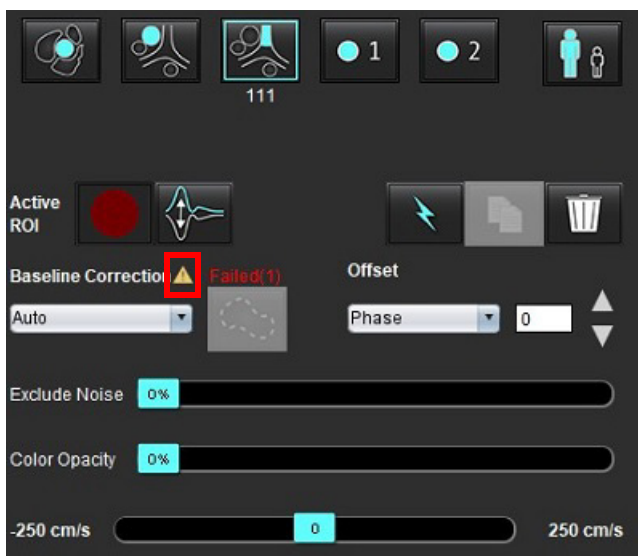 1
2
111
Active
ROI
Baseline Correction
Failed(1)
Offset
Auto
Phase
0
Exclude Noise
0%
Color Opacity
0%
-250 cm/s
0
250 cm/s